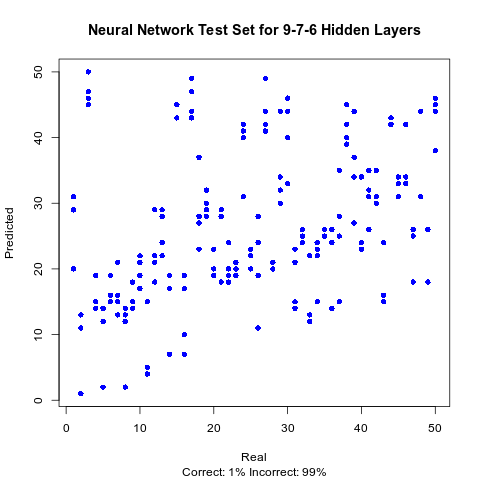 Neural Network Test Set for 9-7-6 Hidden Layers
Predicted
50
40
30
20
10
0
0 10 20 30 40 50
Real
Correct: 1% Incorrect: 99%